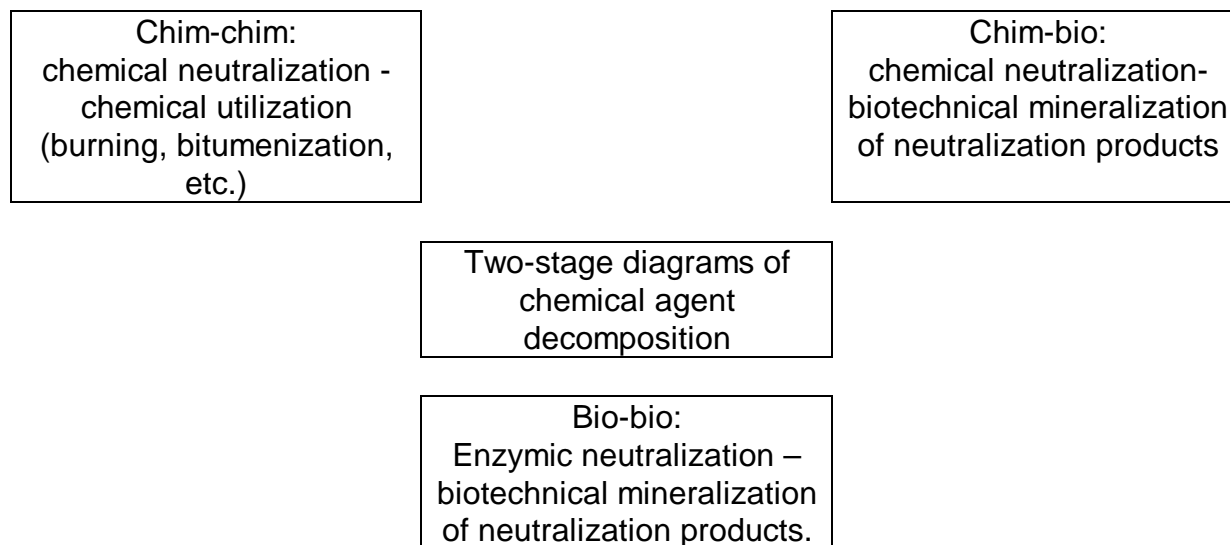 Chim-chim:
chemical neutralization -
chemical utilization
(burning, bitumenization,
etc.)
Chim-bio:
chemical neutralization-
biotechnical mineralization
of neutralization products
Two-stage diagrams of
chemical agent
decomposition
Bio-bio:
Enzymic neutralization –
biotechnical mineralization
of neutralization products.